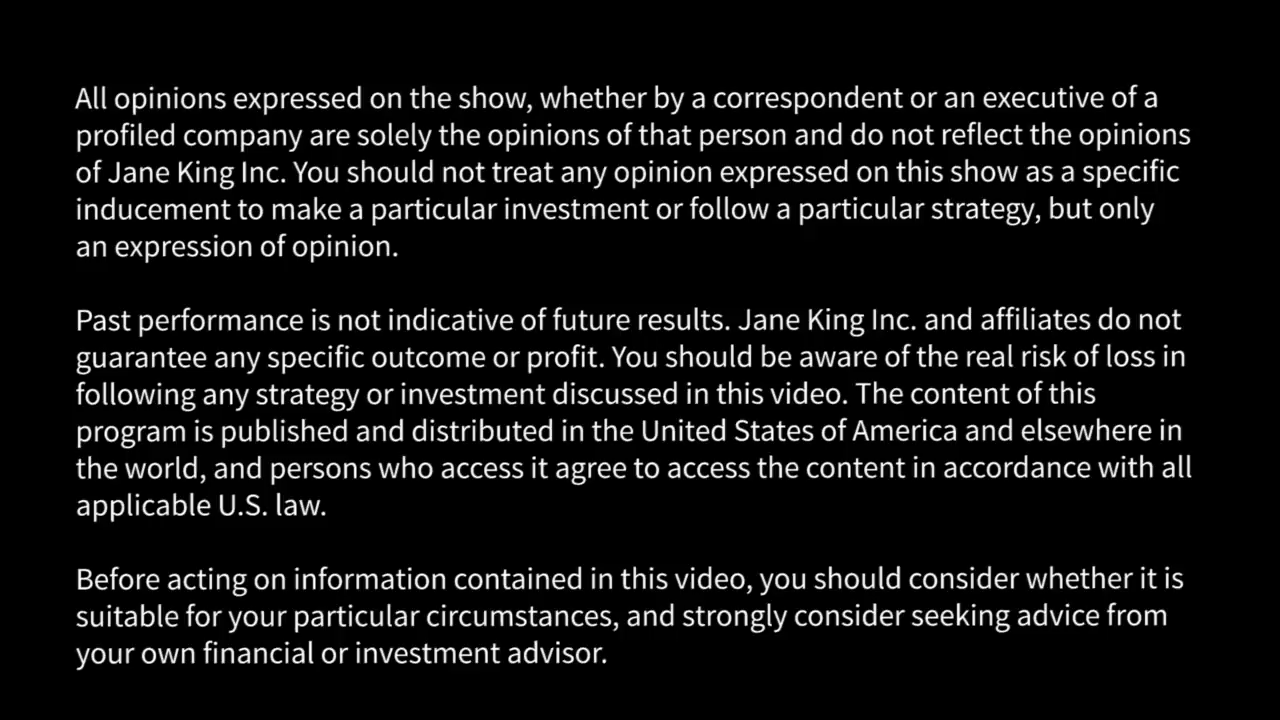 All opinions expressed on the show, whether by a correspondent or an executive of a
profiled company are solely the opinions of that person and do not reflect the opinions
of Jane King Inc. You should not treat any opinion expressed on this show as a specific
inducement to make a particular investment or follow a particular strategy, but only
an expression of opinion.
Past performance is not indicative of future results. Jane King Inc. and affiliates do not
guarantee any specific outcome or profit. You should be aware of the real risk of loss in
following any strategy or investment discussed in this video. The content of this
program is published and distributed in the United States of America and elsewhere in
the world, and persons who access it agree to access the content in accordance with all
applicable U.S. law.
Before acting on information contained in this video, you should consider whether it is
suitable for your particular circumstances, and strongly consider seeking advice from
your own financial or investment advisor.